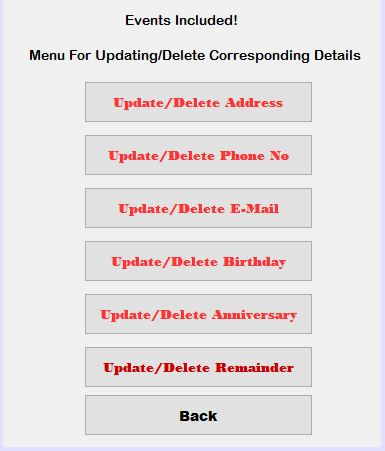 Events Included!
Menu For Updating/Delete Corresponding Details
Update/Delete Address
Update/Delete Phone No
Update/Delete E-Mail
Update/Delete Birthday
Update/Delete Anniversary
Update/Delete Remainder
Back